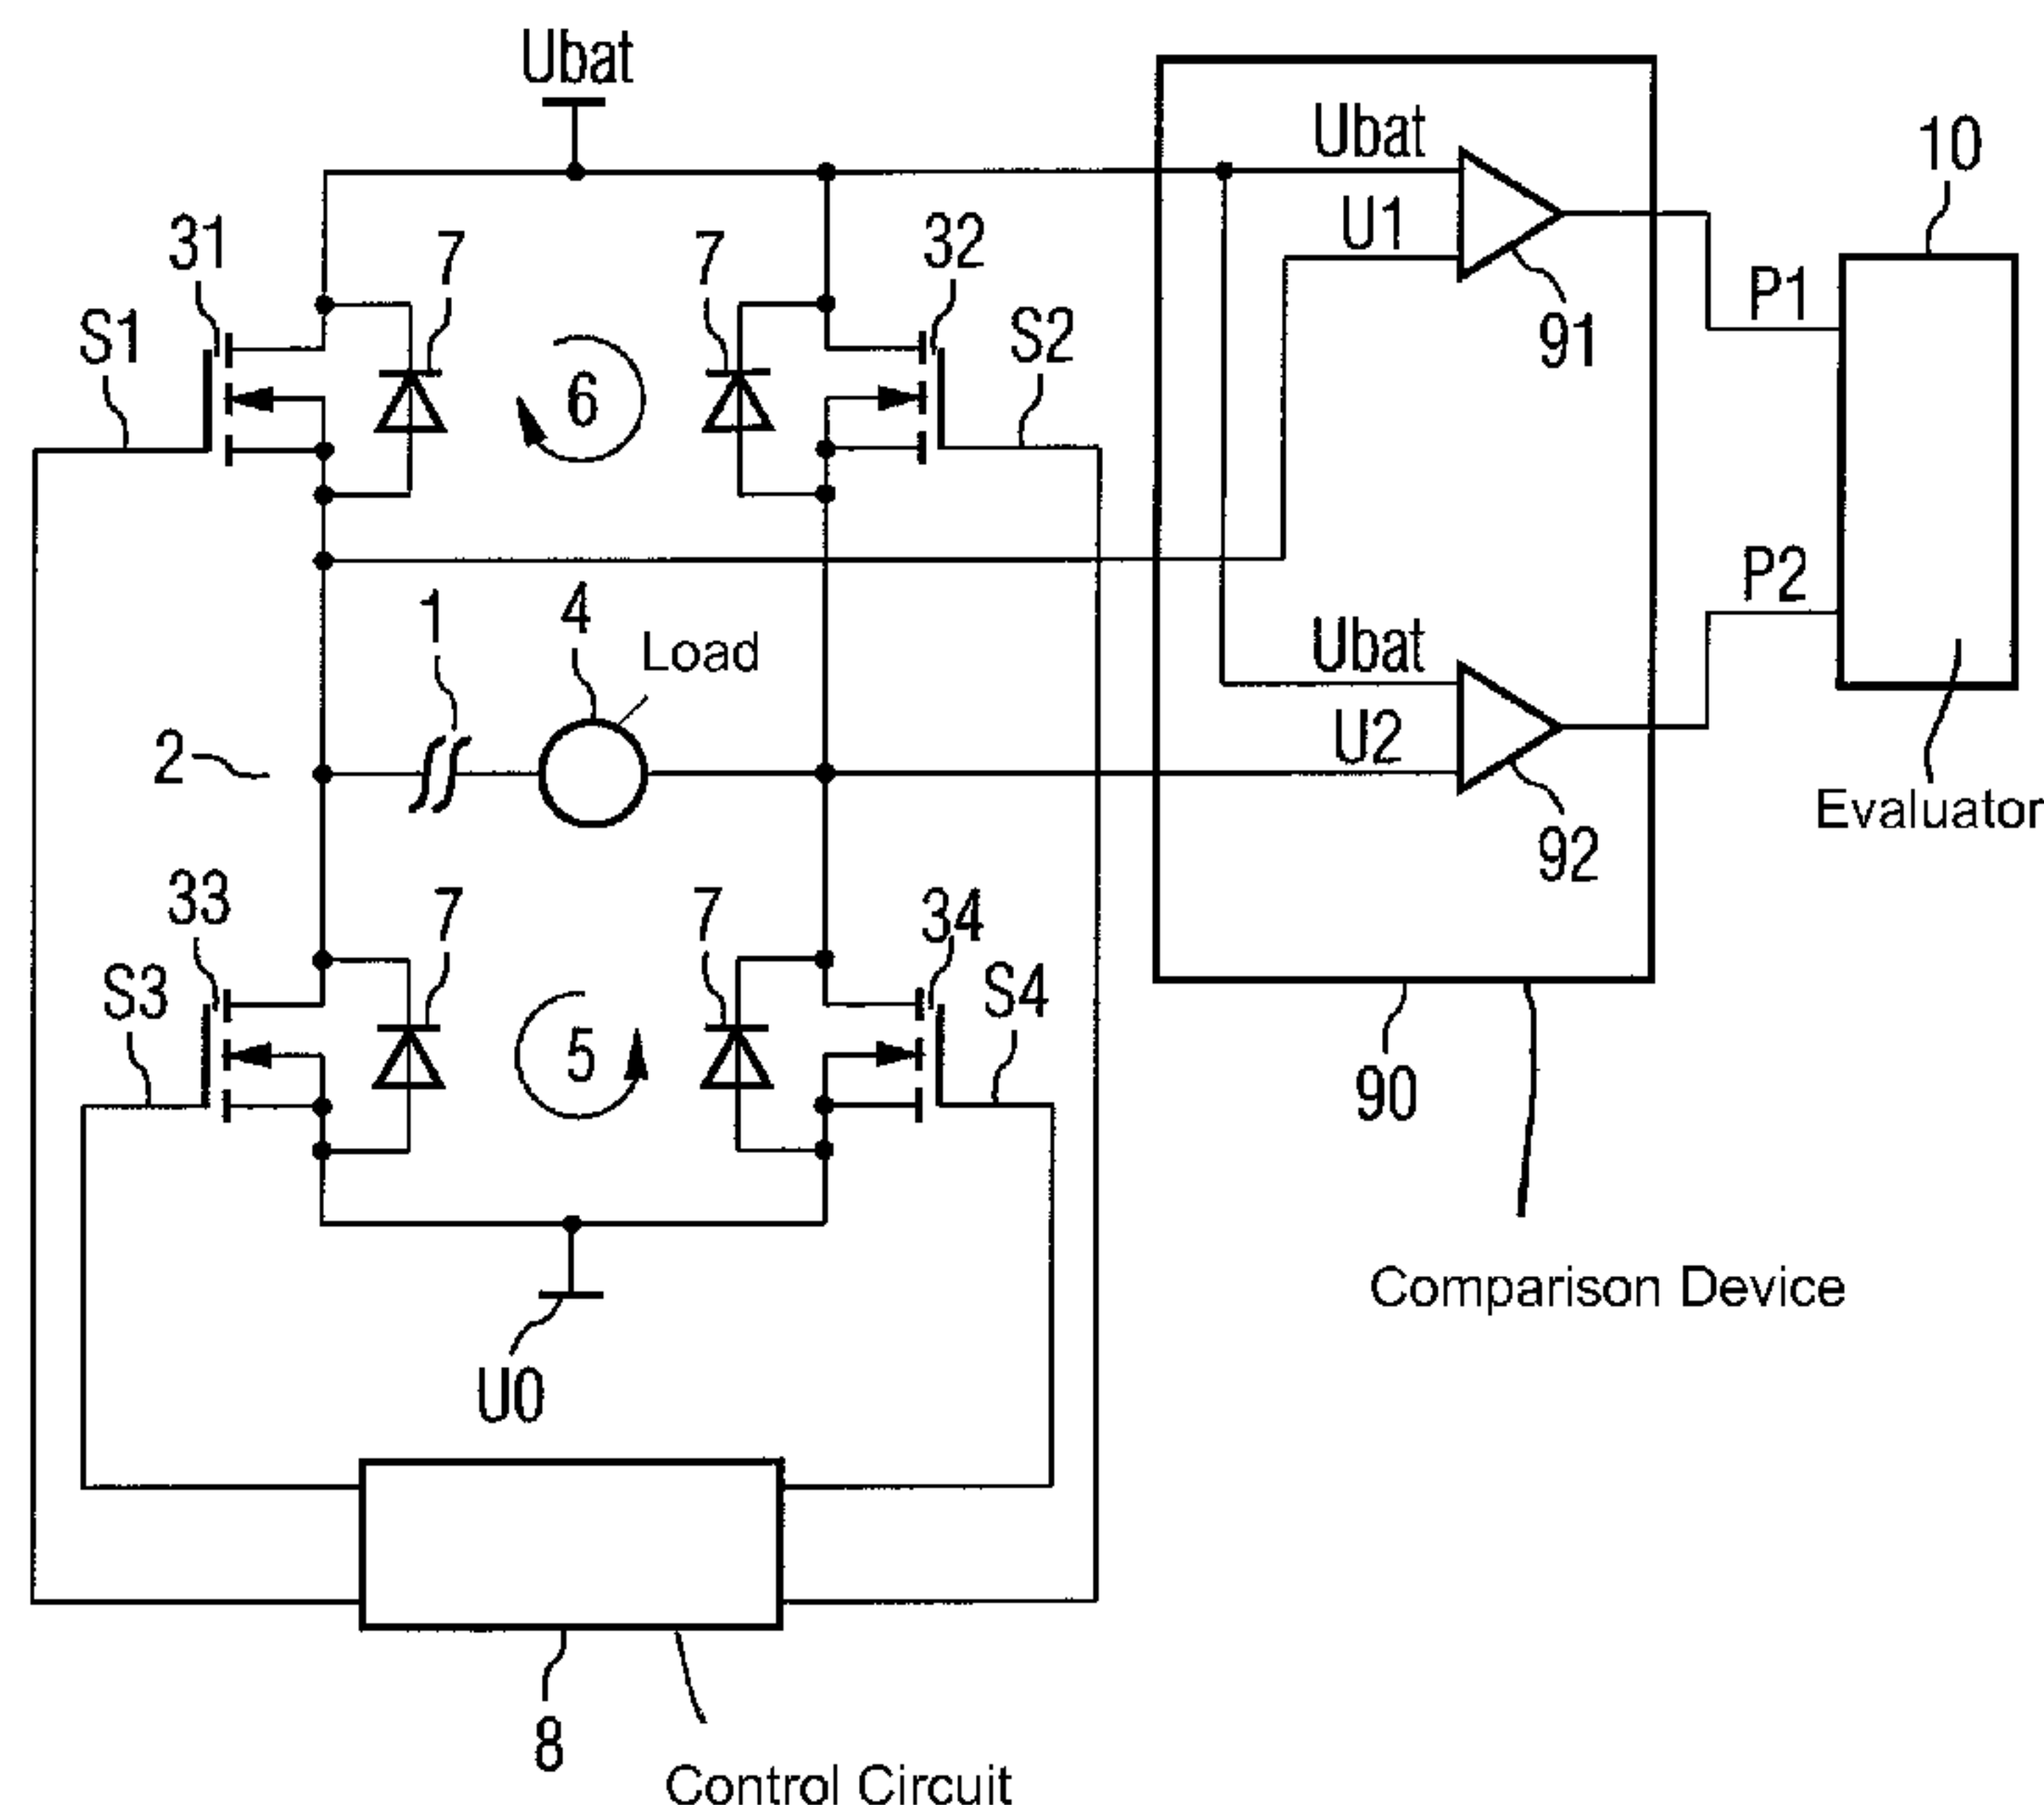 Ubat
Ubat
10
31
7
7
32
U1
S1
S2
P1
91
6
1
4
Load
P2
Ubat
2
U2
Evaluator
92
33
7
7
34
S3
S4
5
90
Comparison Device
U0
8
Control Circuit